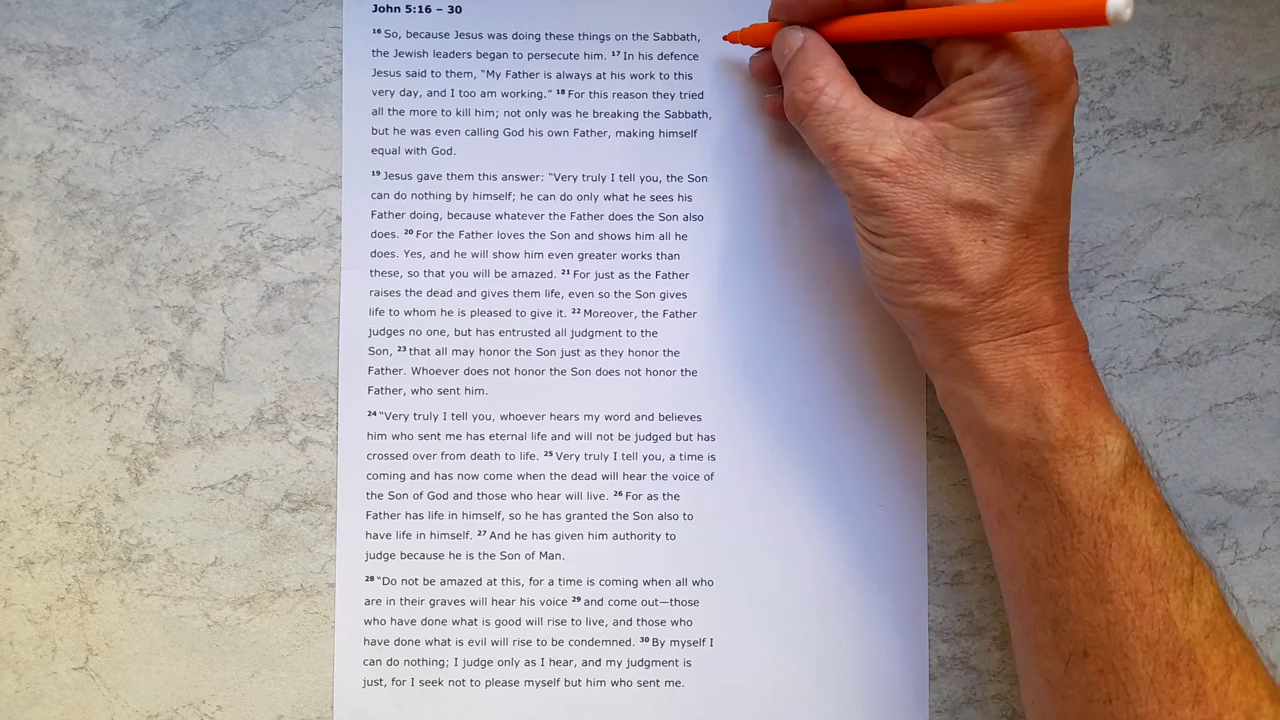 John 5:16 – 30
16 So, because Jesus was doing these things on the Sabbath,
the Jewish leaders began to persecute him. 17 In his defence
Jesus said to them, “My Father is always at his work to this
very day, and I too am working.” 18 For this reason they tried
all the more to kill him; not only was he breaking the Sabbath,
but he was even calling God his own Father, making himself
equal with God.
19 Jesus gave them this answer: “Very truly I tell you, the Son
can do nothing by himself; he can do only what he sees his
Father doing, because whatever the Father does the Son also
does. 20 For the Father loves the Son and shows him all he
does. Yes, and he will show him even greater works than
these, so that you will be amazed. 21 For just as the Father
raises the dead and gives them life, even so the Son gives
life to whom he is pleased to give it. 22 Moreover, the Father
judges no one, but has entrusted all judgment to the
Son, 23 that all may honor the Son just as they honor the
Father. Whoever does not honor the Son does not honor the
Father, who sent him.
24 “Very truly I tell you, whoever hears my word and believes
him who sent me has eternal life and will not be judged but has
crossed over from death to life. 25 Very truly I tell you, a time is
coming and has now come when the dead will hear the voice of
the Son of God and those who hear will live. 26 For as the
Father has life in himself, so he has granted the Son also to
have life in himself. 27 And he has given him authority to
judge because he is the Son of Man.
28 “Do not be amazed at this, for a time is coming when all who
are in their graves will hear his voice 29 and come out—those
who have done what is good will rise to live, and those who
have done what is evil will rise to be condemned. 30 By myself I
can do nothing; I judge only as I hear, and my judgment is
just, for I seek not to please myself but him who sent me.